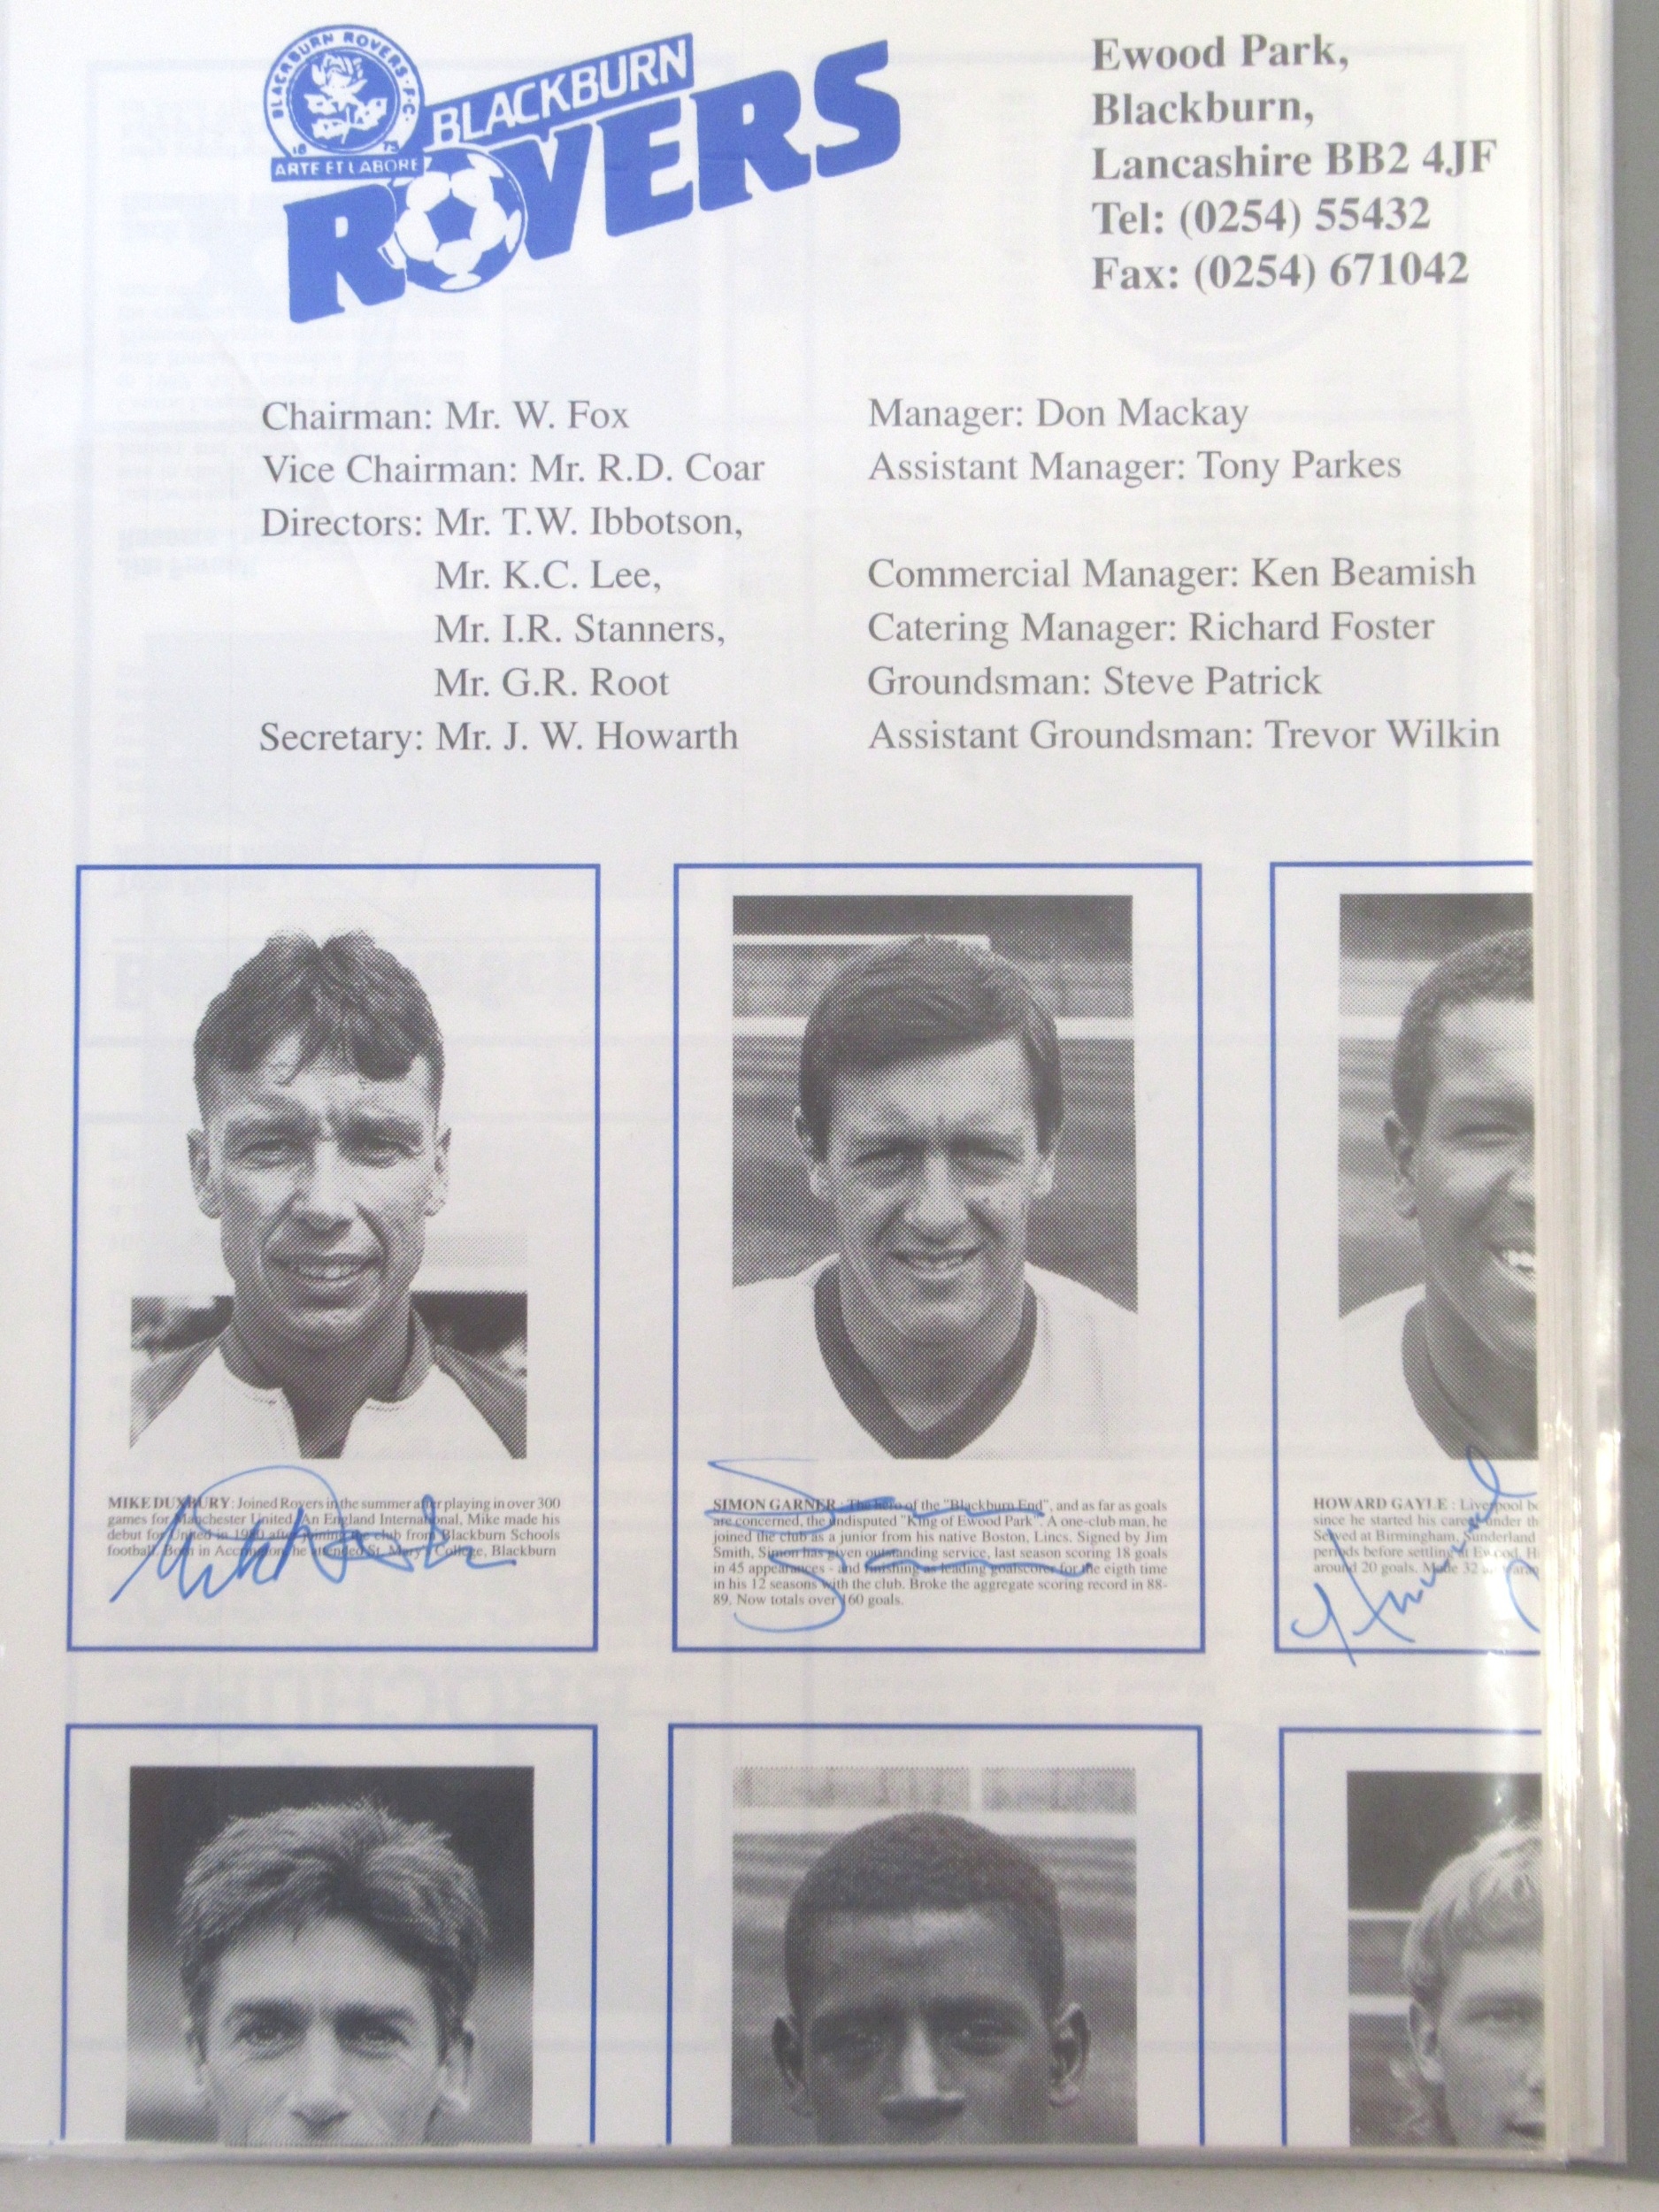 BLACKBURN ROVERS F.C.
1875
ARTE ET LABORE
BLACKBURN
ROVERS
Ewood Park,
Blackburn,
Lancashire BB2 4JF
Tel: (0254) 55432
Fax: (0254) 671042
Chairman: Mr. W. Fox
Vice Chairman: Mr. R.D. Coar
Directors: Mr. T.W. Ibbotson,
Mr. K.C. Lee,
Mr. I.R. Stanners,
Mr. G.R. Root
Secretary: Mr. J. W. Howarth
Manager: Don Mackay
Assistant Manager: Tony Parkes
Commercial Manager: Ken Beamish
Catering Manager: Richard Foster
Groundsman: Steve Patrick
Assistant Groundsman: Trevor Wilkin
MIKE DUXBURY: Joined Rovers in the summer after playing in over 300
games for Manchester United. An England International, Mike made his
debut for United in 1980 after joining the club from Blackburn Schools
football. Born in Accrington, he attended St. Mary's College, Blackburn
SIMON GARNER: The hero of the "Blackburn End", and as far as goals
are concerned, the undisputed "King of Ewood Park". A one-club man, he
joined the club as a junior from his native Boston, Lincs. Signed by Jim
Smith, Simon has given outstanding service, last season scoring 18 goals
in 45 appearances - and finishing as leading goalscorer for the eigth time
in his 12 seasons with the club. Broke the aggregate scoring record in 88-
89. Now totals over 160 goals.
HOWARD GAYLE : Liverpool
since he started his career under
Served at Birmingham, Sunderland
periods before settling at Ewood.
around 20 goals. Made 32